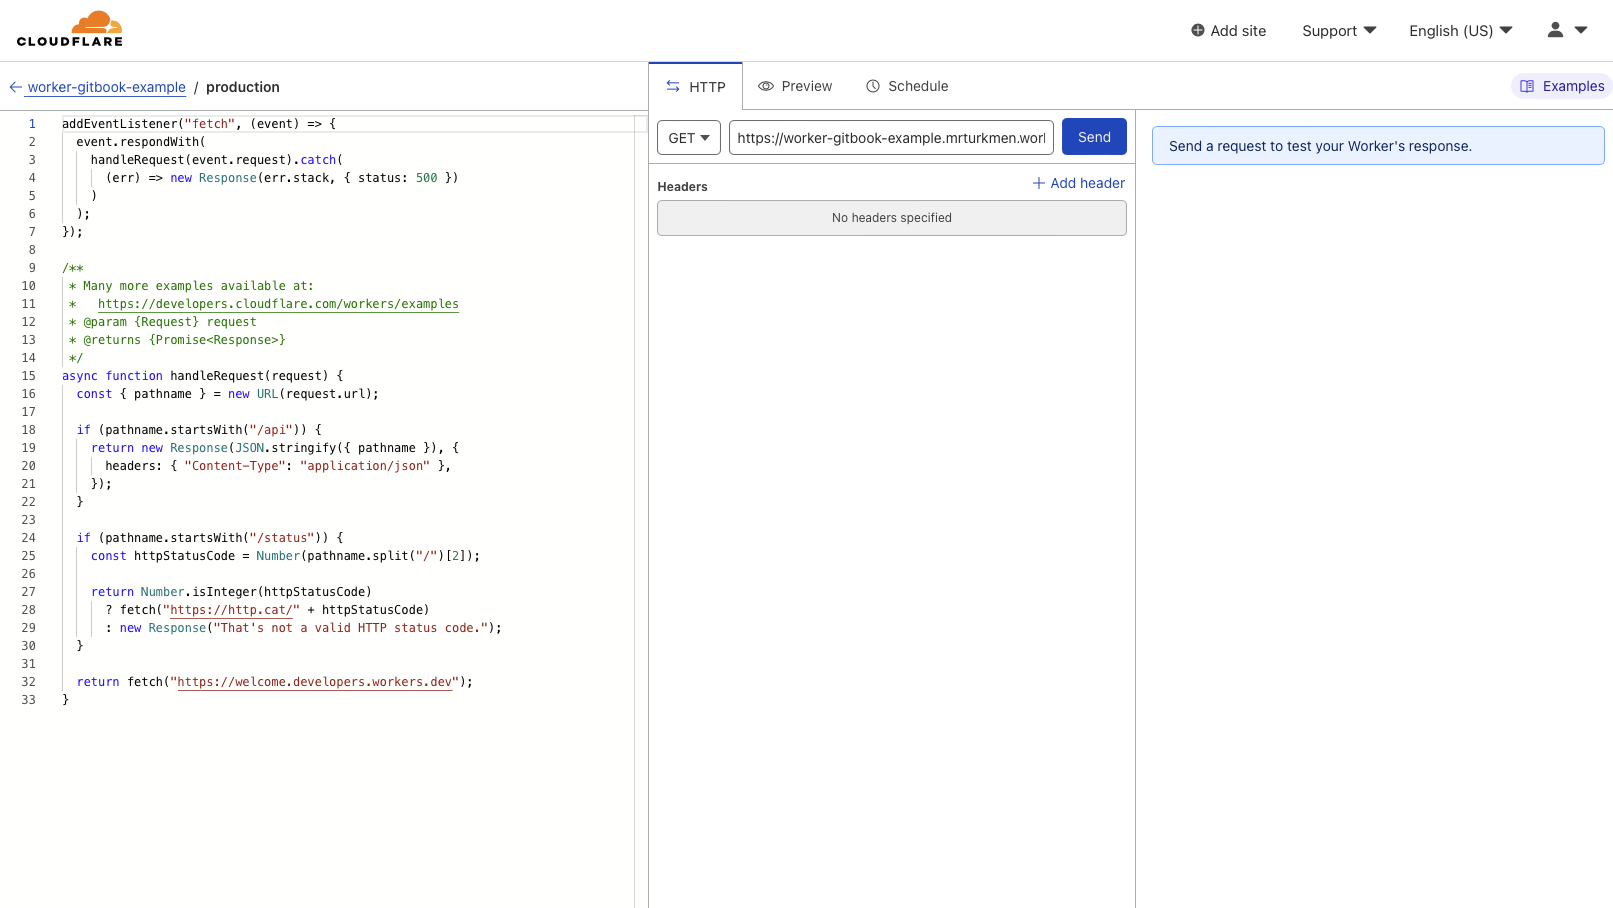 CLOUDFLARE
Add site
Support
English (US)
worker-gitbook-example / production
HTTP
Preview
Schedule
Examples
1 addEventListener("fetch", (event) => {
2   event.respondWith(
3     handleRequest(event.request).catch(
4       (err) => new Response(err.stack, { status: 500 })
5     )
6   );
7 });
8
9 /**
10  * Many more examples available at:
11  *   https://developers.cloudflare.com/workers/examples
12  * @param {Request} request
13  * @returns {Promise<Response>}
14  */
15 async function handleRequest(request) {
16   const { pathname } = new URL(request.url);
17
18   if (pathname.startsWith("/api")) {
19     return new Response(JSON.stringify({ pathname }), {
20       headers: { "Content-Type": "application/json" },
21     });
22   }
23
24   if (pathname.startsWith("/status")) {
25     const httpStatusCode = Number(pathname.split("/")[2]);
26
27     return Number.isInteger(httpStatusCode)
28       ? fetch("https://http.cat/" + httpStatusCode)
29       : new Response("That's not a valid HTTP status code.");
30   }
31
32   return fetch("https://welcome.developers.workers.dev");
33 }
GET
https://worker-gitbook-example.mrturkmen.worl
Send
Headers
Add header
No headers specified
Send a request to test your Worker's response.